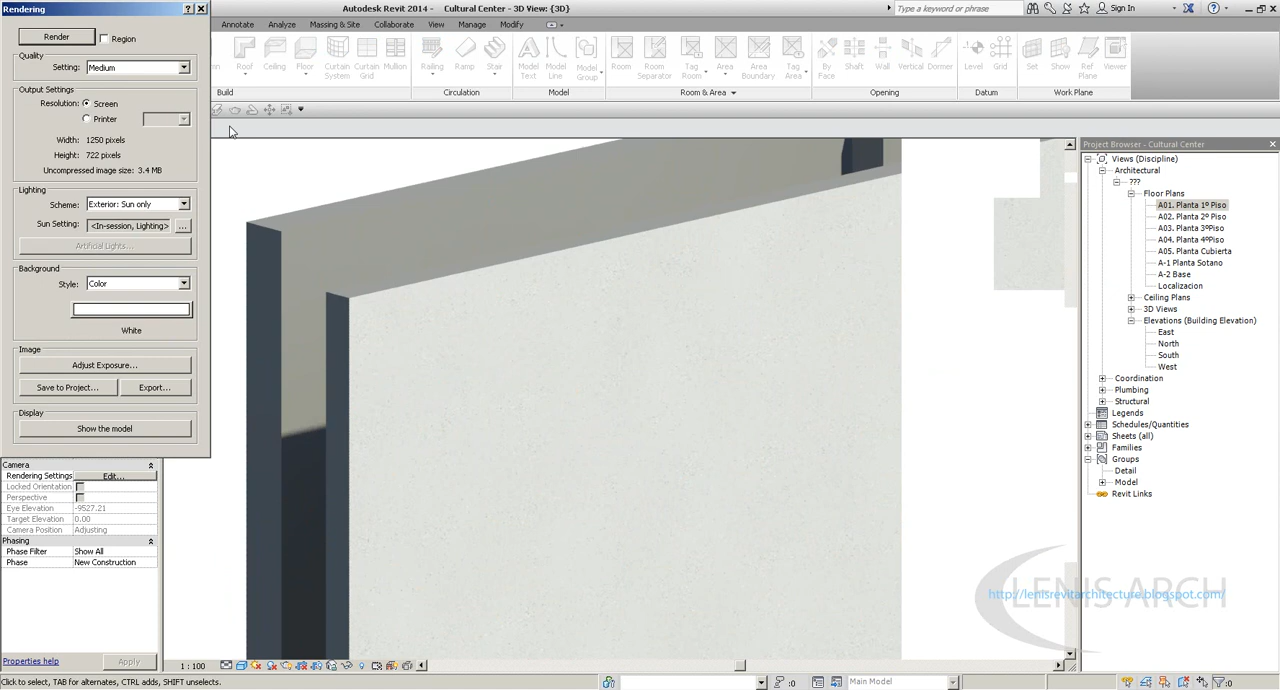 Rendering
Autodesk Revit 2014 - Cultural Center - 3D View: {3D}
Type a keyword or phrase
Sign In
Annotate Analyze Massing & Site Collaborate View Manage Modify
Render Region
Quality
Setting: Medium
Output Settings
Resolution: Screen
Printer
Width: 1250 pixels
Height: 722 pixels
Uncompressed image size: 3.4 MB
Lighting
Scheme: Exterior: Sun only
Sun Setting: <In-session, Lighting> ...
Artificial Lights...
Background
Style: Color
White
Image
Adjust Exposure...
Save to Project... Export...
Display
Show the model
Roof Ceiling Floor Curtain System Curtain Grid Mullion
Railing Ramp Stair
Model Text Model Line Model Group
Room Room Separator Tag Room Area Area Boundary Tag Area
By Face Shaft Wall Vertical Dormer
Level Grid
Set Show Ref Plane Viewer
Build Circulation Model Room & Area Opening Datum Work Plane
Camera
Rendering Settings Edit...
Locked Orientation
Perspective
Eye Elevation -9527.21
Target Elevation 0.00
Camera Position Adjusting
Phasing
Phase Filter Show All
Phase New Construction
Properties help Apply
1 : 100
Project Browser - Cultural Center
Views (Discipline)
Architectural
???
Floor Plans
A01. Planta 1º Piso
A02. Planta 2º Piso
A03. Planta 3ºPiso
A04. Planta 4ºPiso
A05. Planta Cubierta
A-1 Planta Sotano
A-2 Base
Localizacion
Ceiling Plans
3D Views
Elevations (Building Elevation)
East
North
South
West
Coordination
Plumbing
Structural
Legends
Schedules/Quantities
Sheets (all)
Families
Groups
Detail
Model
Revit Links
LENIS ARCH
http://lenisrevitarchitecture.blogspot.com/
Click to select, TAB for alternates, CTRL adds, SHIFT unselects.
:0
Main Model
:0